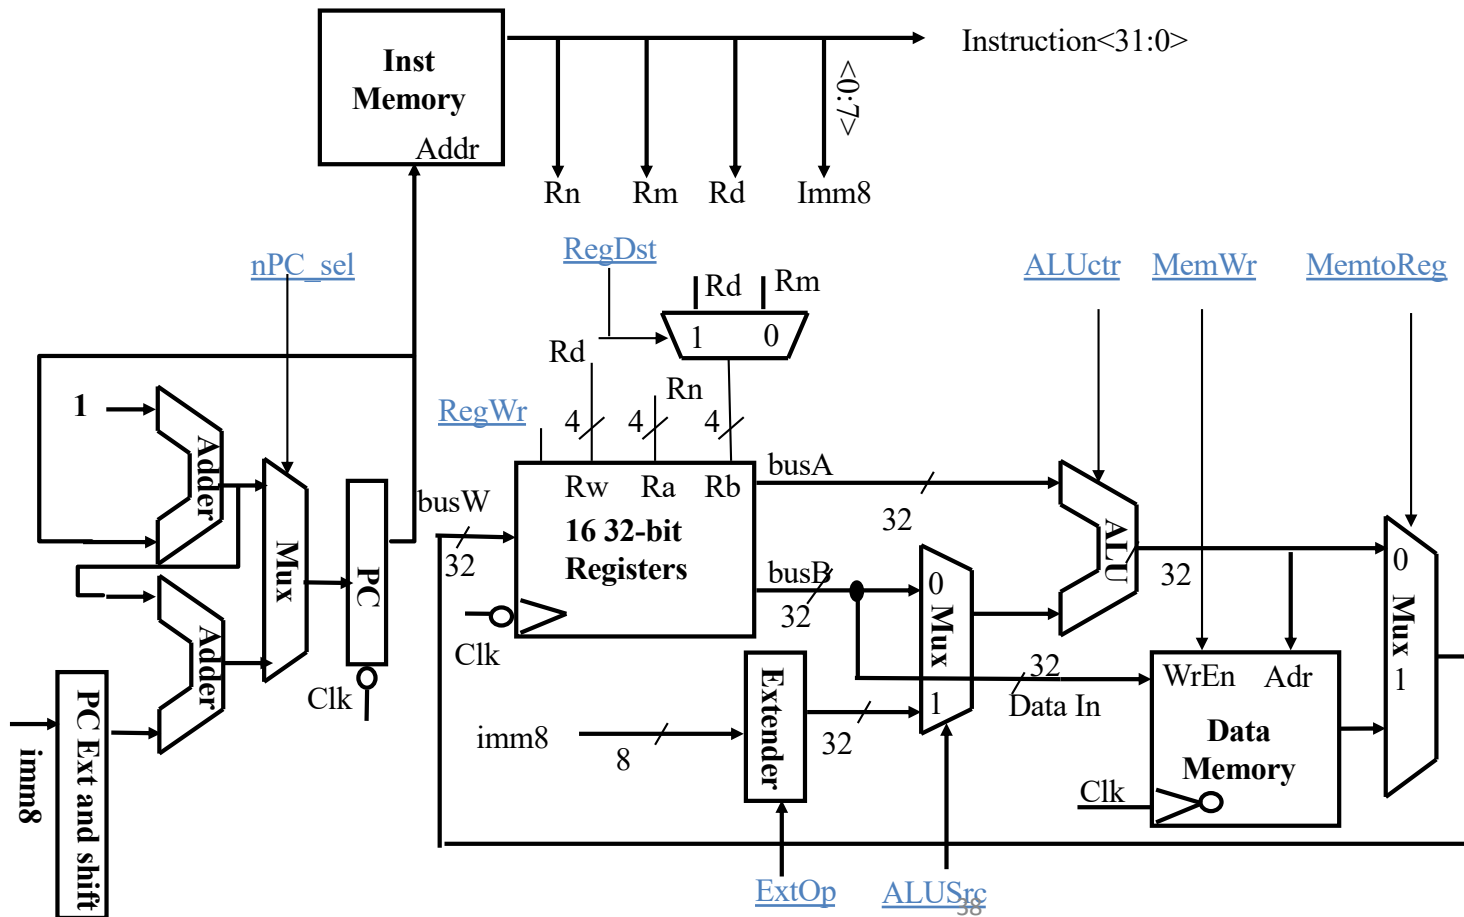 Inst
Memory
Addr
Instruction<31:0>
<0:7>
Rn
Rm
Rd
Imm8
nPC_sel
RegDst
ALUctr
MemWr
MemtoReg
Rd
Rm
1
0
Rd
Rn
RegWr
4
4
4
1
Adder
Adder
Mux
PC
Clk
PC Ext and shift
imm8
busW
32
Rw
Ra
Rb
16 32-bit
Registers
Clk
busA
32
busB
32
0
Mux
1
ALU
32
32
Data In
WrEn
Adr
Data
Memory
Clk
0
Mux
1
imm8
8
Extender
32
ExtOp
ALUSrc
38